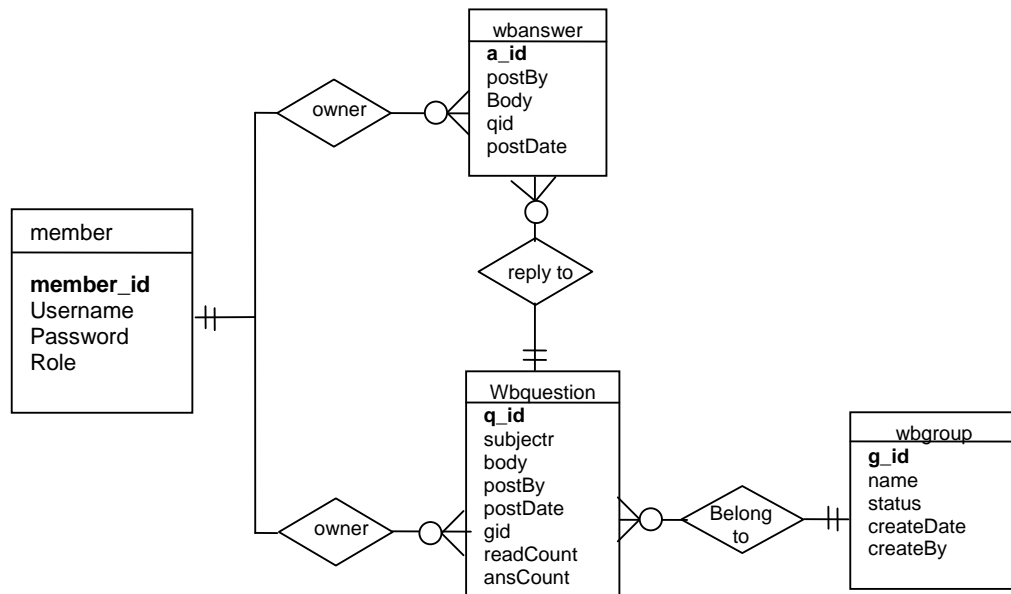 wbanswer
a_id
postBy
Body
qid
postDate
owner
member
member_id
Username
Password
Role
reply to
Wbquestion
q_id
subjectr
body
postBy
postDate
gid
readCount
ansCount
owner
Belong
to
wbgroup
g_id
name
status
createDate
createBy